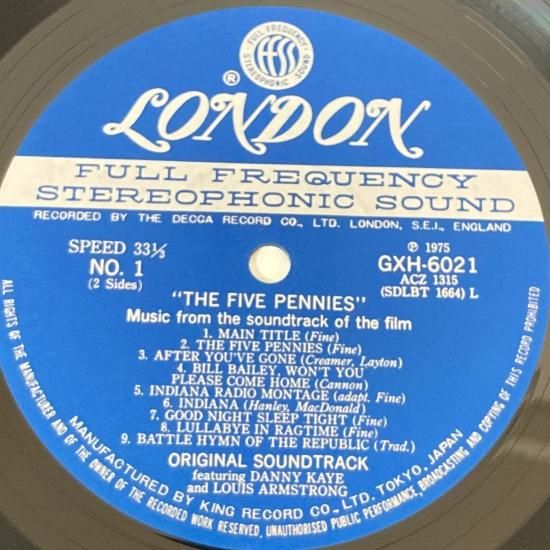 FULL FREQUENCY
ffss
STEREOPHONIC SOUND
®
LONDON
FULL FREQUENCY
STEREOPHONIC SOUND
RECORDED BY THE DECCA RECORD CO., LTD. LONDON, S.E.I., ENGLAND
SPEED 33⅓
NO. 1
(2 Sides)
℗ 1975
GXH-6021
ACZ 1315
(SDLBT 1664) L
"THE FIVE PENNIES"
Music from the soundtrack of the film
1. MAIN TITLE (Fine)
2. THE FIVE PENNIES (Fine)
3. AFTER YOU'VE GONE (Creamer, Layton)
4. BILL BAILEY, WON'T YOU
PLEASE COME HOME (Cannon)
5. INDIANA RADIO MONTAGE (adapt. Fine)
6. INDIANA (Hanley, MacDonald)
7. GOOD NIGHT SLEEP TIGHT (Fine)
8. LULLABYE IN RAGTIME (Fine)
9. BATTLE HYMN OF THE REPUBLIC (Trad.)
ORIGINAL SOUNDTRACK
featuring DANNY KAYE
and LOUIS ARMSTRONG
MANUFACTURED BY KING RECORD CO., LTD. TOKYO, JAPAN
ALL RIGHTS OF THE MANUFACTURER AND OF THE OWNER OF THE RECORDED WORK RESERVED. UNAUTHORISED PUBLIC PERFORMANCE, BROADCASTING AND COPYING OF THIS RECORD PROHIBITED